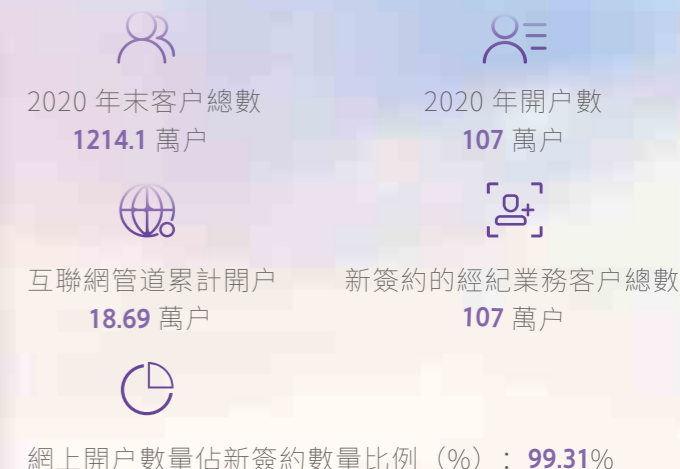 2020 年末客户總數
1214.1 萬户
2020 年開户數
107 萬户
互聯網管道累計開户
18.69 萬户
新簽約的經紀業務客户總數
107 萬户
網上開户數量佔新簽約數量比例（%）：99.31%